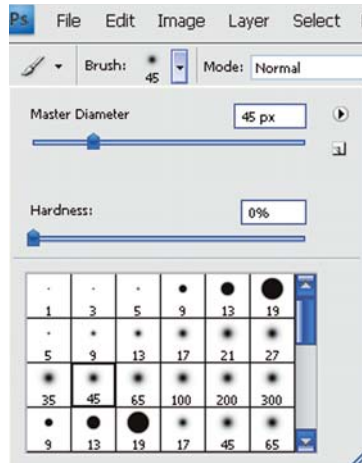 Ps File Edit Image Layer Select
Brush: 45 Mode: Normal
Master Diameter 45 px
Hardness: 0%
1 3 5 9 13 19
5 9 13 17 21 27
35 45 65 100 200 300
9 13 19 17 45 65